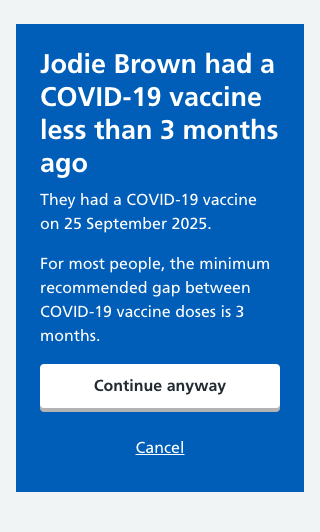 Jodie Brown had a
COVID-19 vaccine
less than 3 months
ago
They had a COVID-19 vaccine
on 25 September 2025.
For most people, the minimum
recommended gap between
COVID-19 vaccine doses is 3
months.
Continue anyway
Cancel